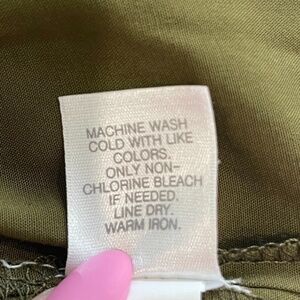 MACHINE WASH
COLD WITH LIKE
COLORS.
ONLY NON-
CHLORINE BLEACH
IF NEEDED.
LINE DRY.
WARM IRON.